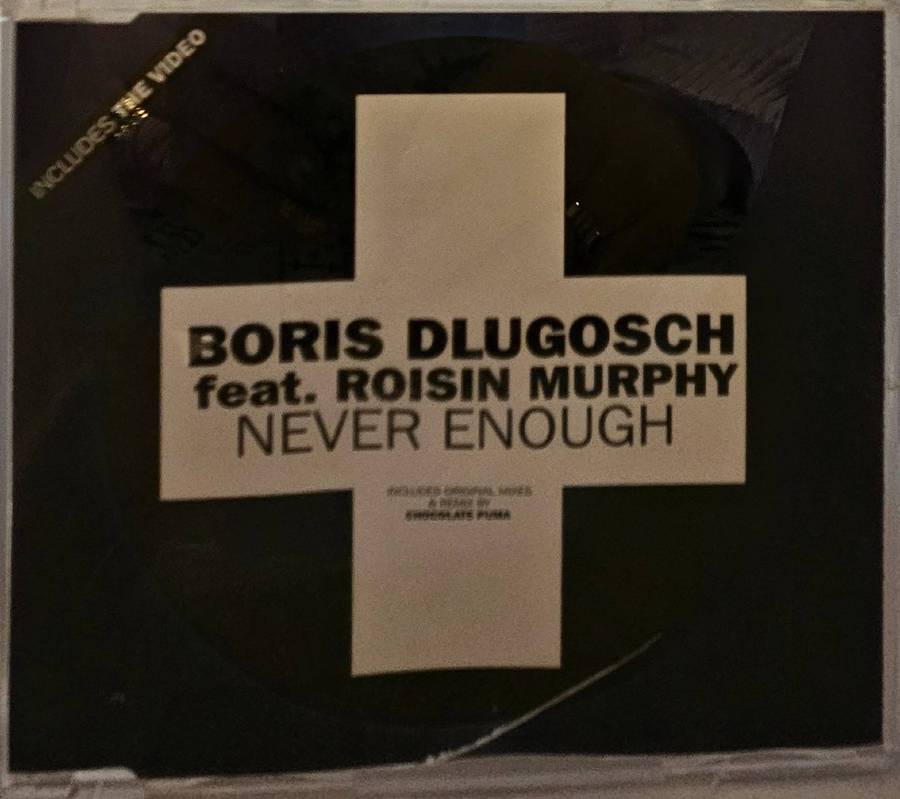 INCLUDES THE VIDEO
BORIS DLUGOSCH
feat. ROISIN MURPHY
NEVER ENOUGH
INCLUDES ORIGINAL MIXES
& REMIX BY
CHOCOLATE PUMA